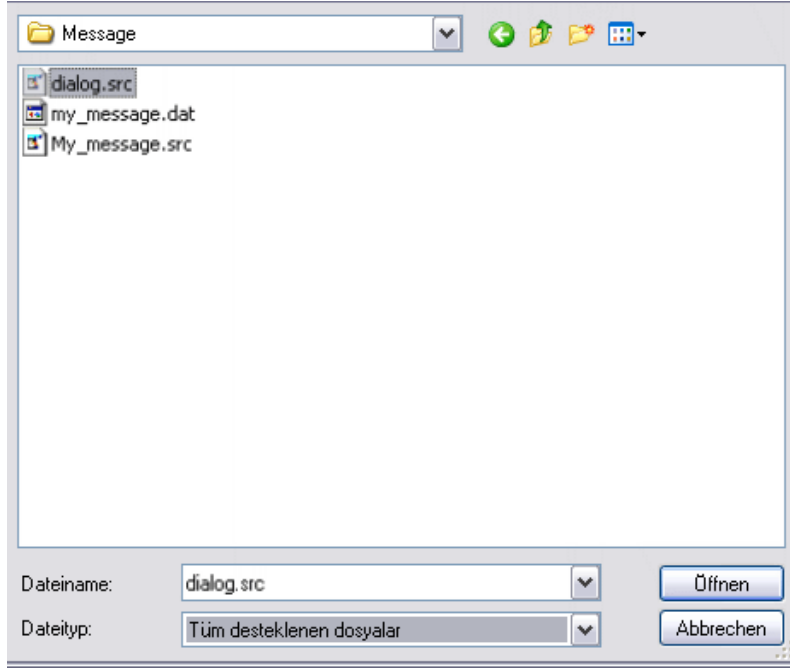 Message
dialog.src
my_message.dat
My_message.src
Dateiname:
dialog.src
Öffnen
Dateityp:
Tüm desteklenen dosyalar
Abbrechen